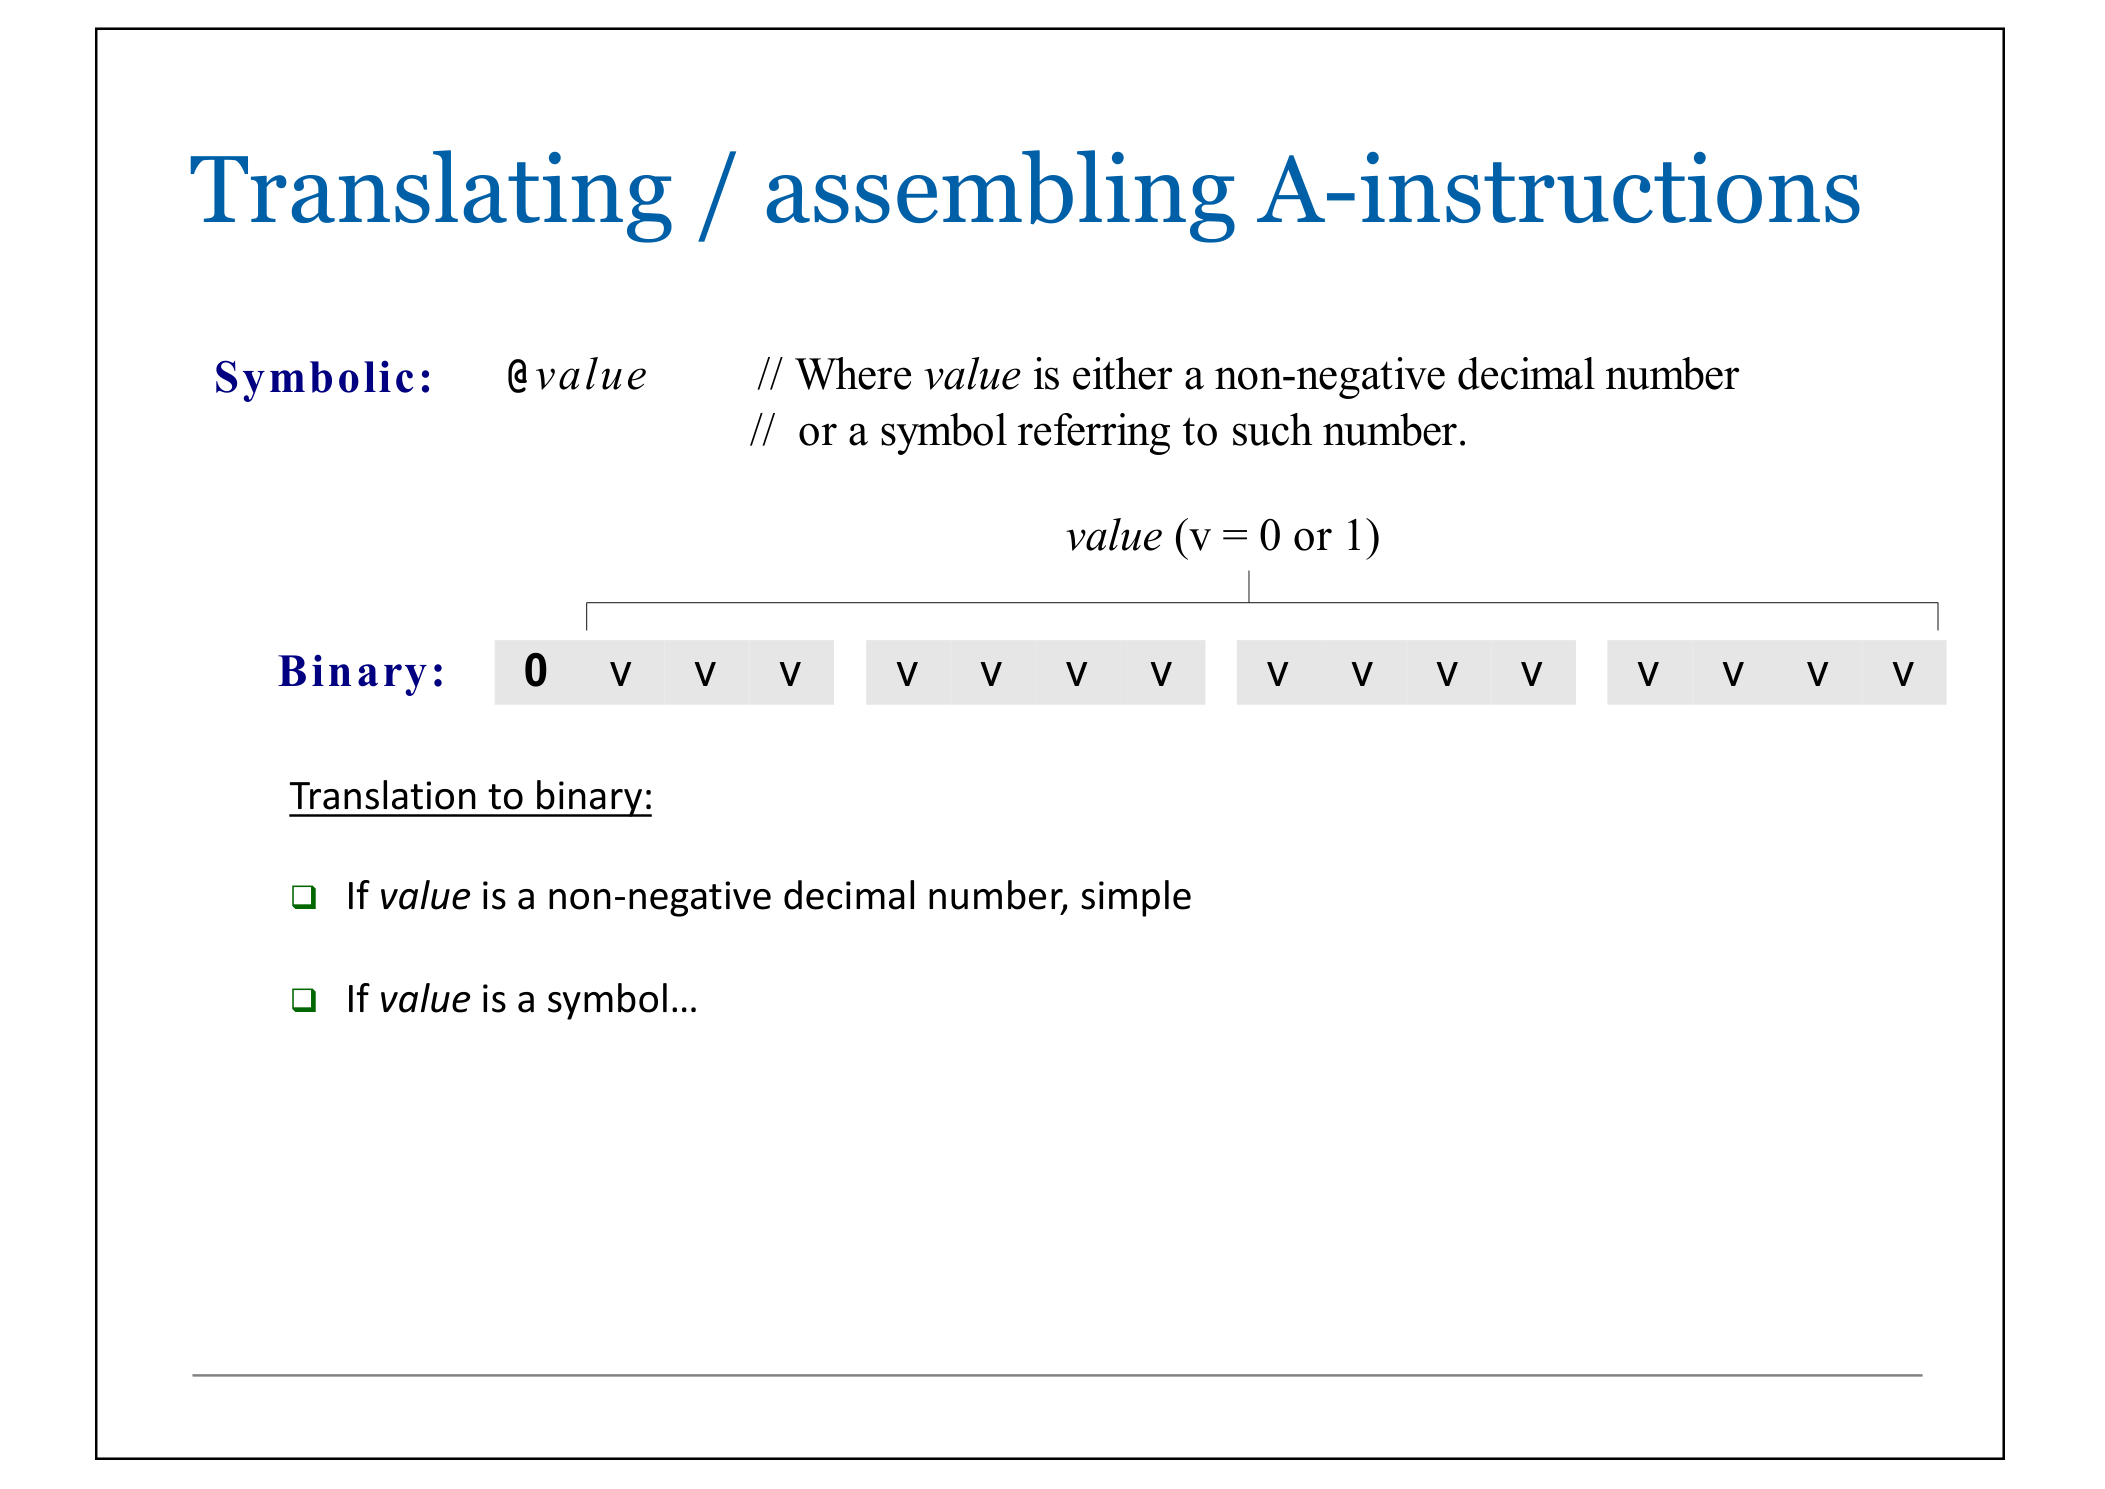 Translating / assembling A-instructions
Symbolic: @value // Where value is either a non-negative decimal number
// or a symbol referring to such number.
value (v = 0 or 1)
Binary: 0 v v v v v v v v v v v v v v v
Translation to binary:
❑ If value is a non-negative decimal number, simple
❑ If value is a symbol…